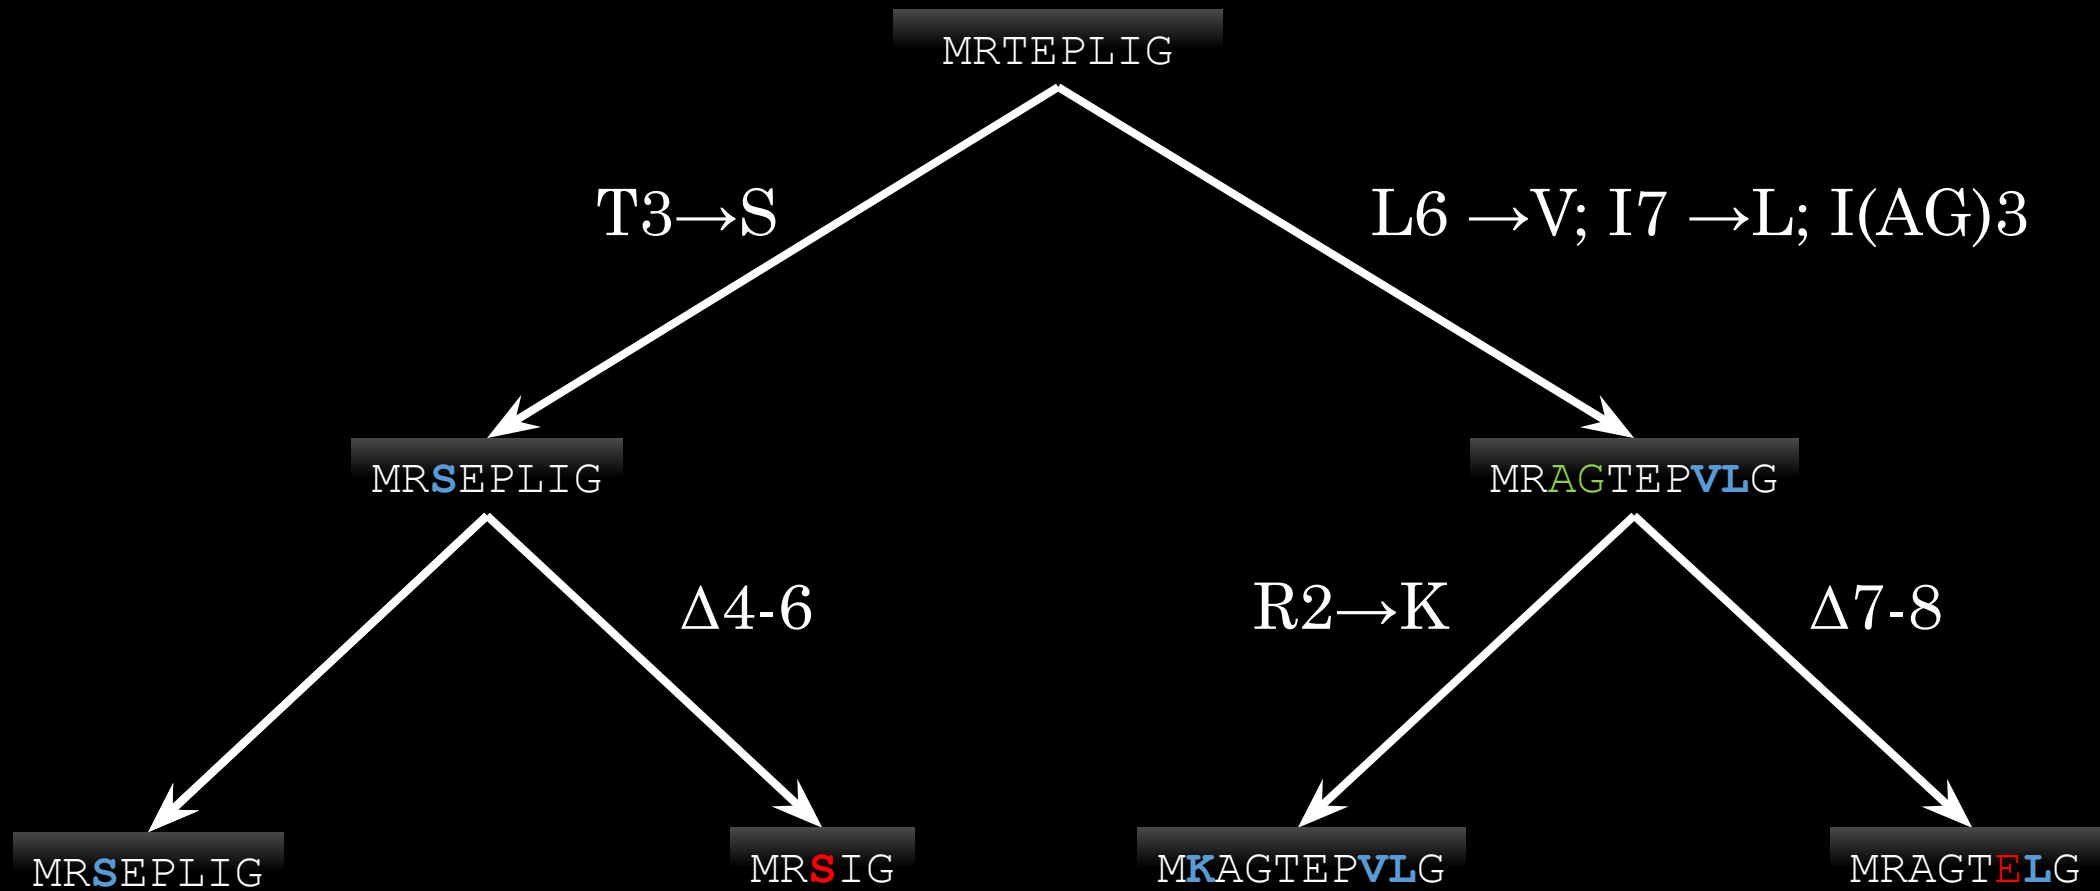 MRTEPLIG
T3→S
L6 →V; I7 →L; I(AG)3
MRSEPLIG
MRAGTEPVLG
Δ4-6
R2→K
Δ7-8
MRSEPLIG
MRSIG
MKAGTEPVLG
MRAGTELG